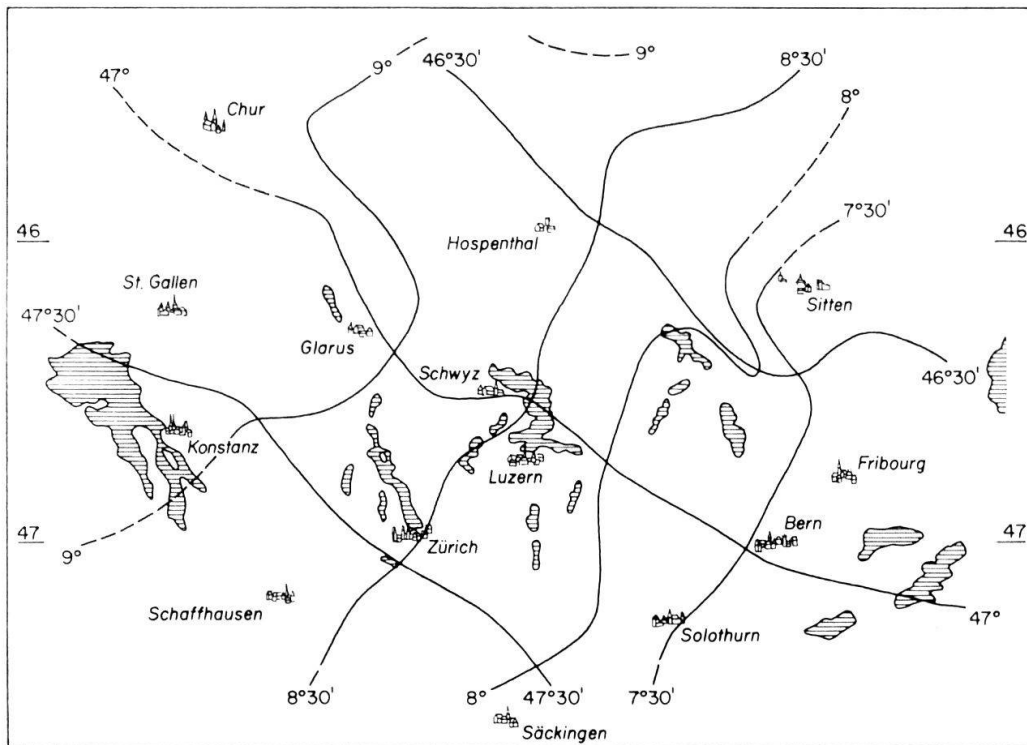 9°
46°30'
9°
8°30'
47°
8°
Chur
7°30'
46
Hospenthal
46
St. Gallen
Sitten
47°30'
Glarus
Schwyz
46°30'
Konstanz
Luzern
Fribourg
47
Zürich
Bern
47
9°
Schaffhausen
Solothurn
47°
8°30'
8°
47°30'
7°30'
Säckingen